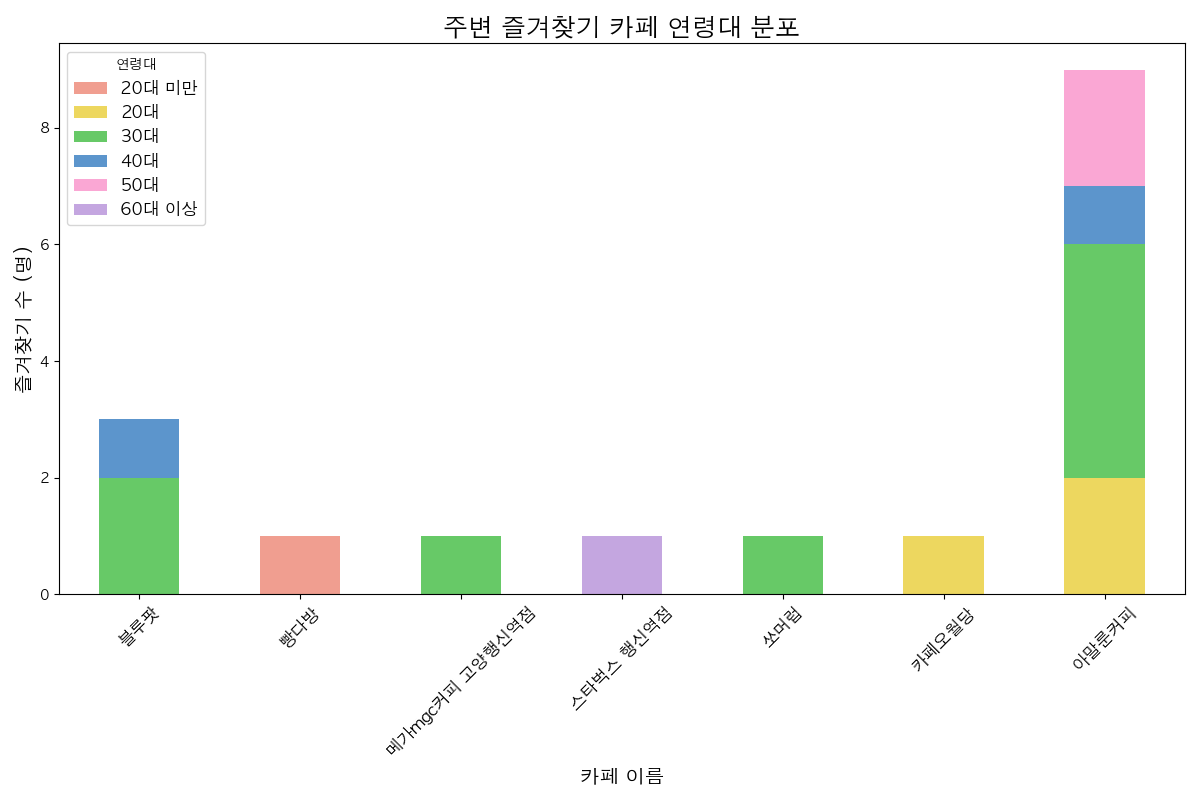 주변 즐겨찾기 카페 연령대 분포
연령대
20대 미만
20대
30대
40대
50대
60대 이상
즐겨찾기 수 (명)
8
6
4
2
0
블루팟
빵다방
메가mgc커피 고양행신역점
스타벅스 행신역점
쏘머럼
카페오월당
아말룬커피
카페 이름